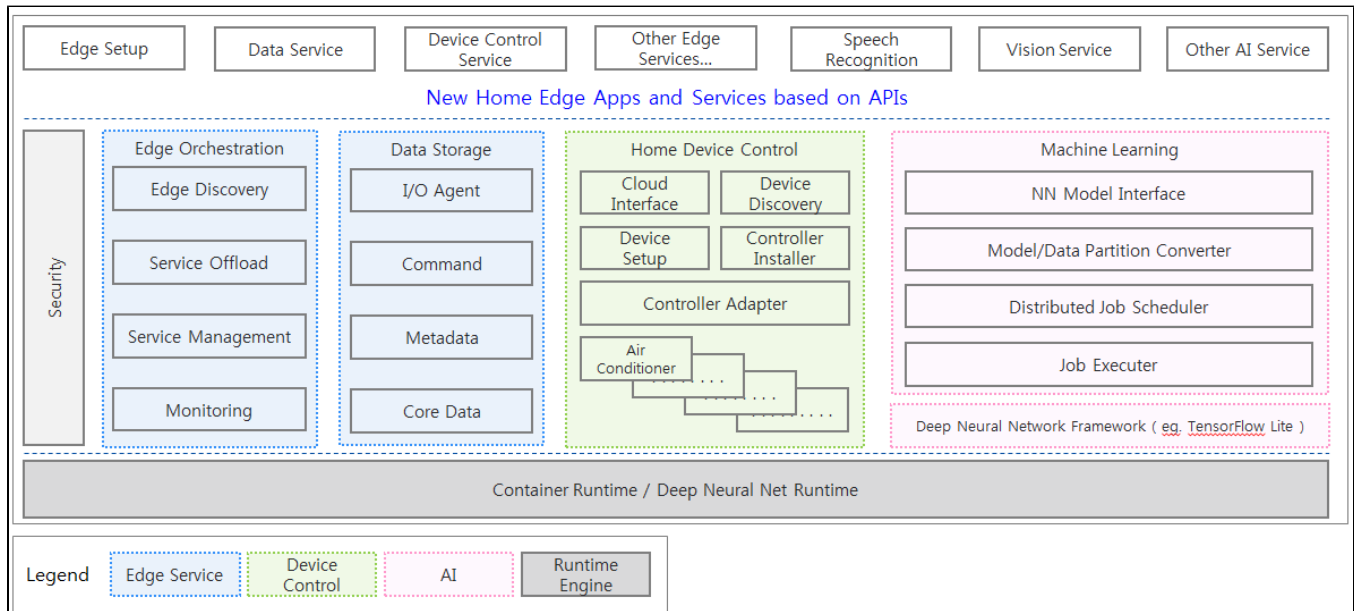 Edge Setup
Data Service
Device Control
Service
Other Edge
Services...
Speech
Recognition
Vision Service
Other AI Service
New Home Edge Apps and Services based on APIs
Security
Edge Orchestration
Edge Discovery
Service Offload
Service Management
Monitoring
Data Storage
I/O Agent
Command
Metadata
Core Data
Home Device Control
Cloud
Interface
Device
Discovery
Device
Setup
Controller
Installer
Controller Adapter
Air
Conditioner
. . . . . . . .
. . . . . . . .
. . . . . . . . .
Machine Learning
NN Model Interface
Model/Data Partition Converter
Distributed Job Scheduler
Job Executer
Deep Neural Network Framework ( eg. TensorFlow Lite )
Container Runtime / Deep Neural Net Runtime
Legend
Edge Service
Device
Control
AI
Runtime
Engine